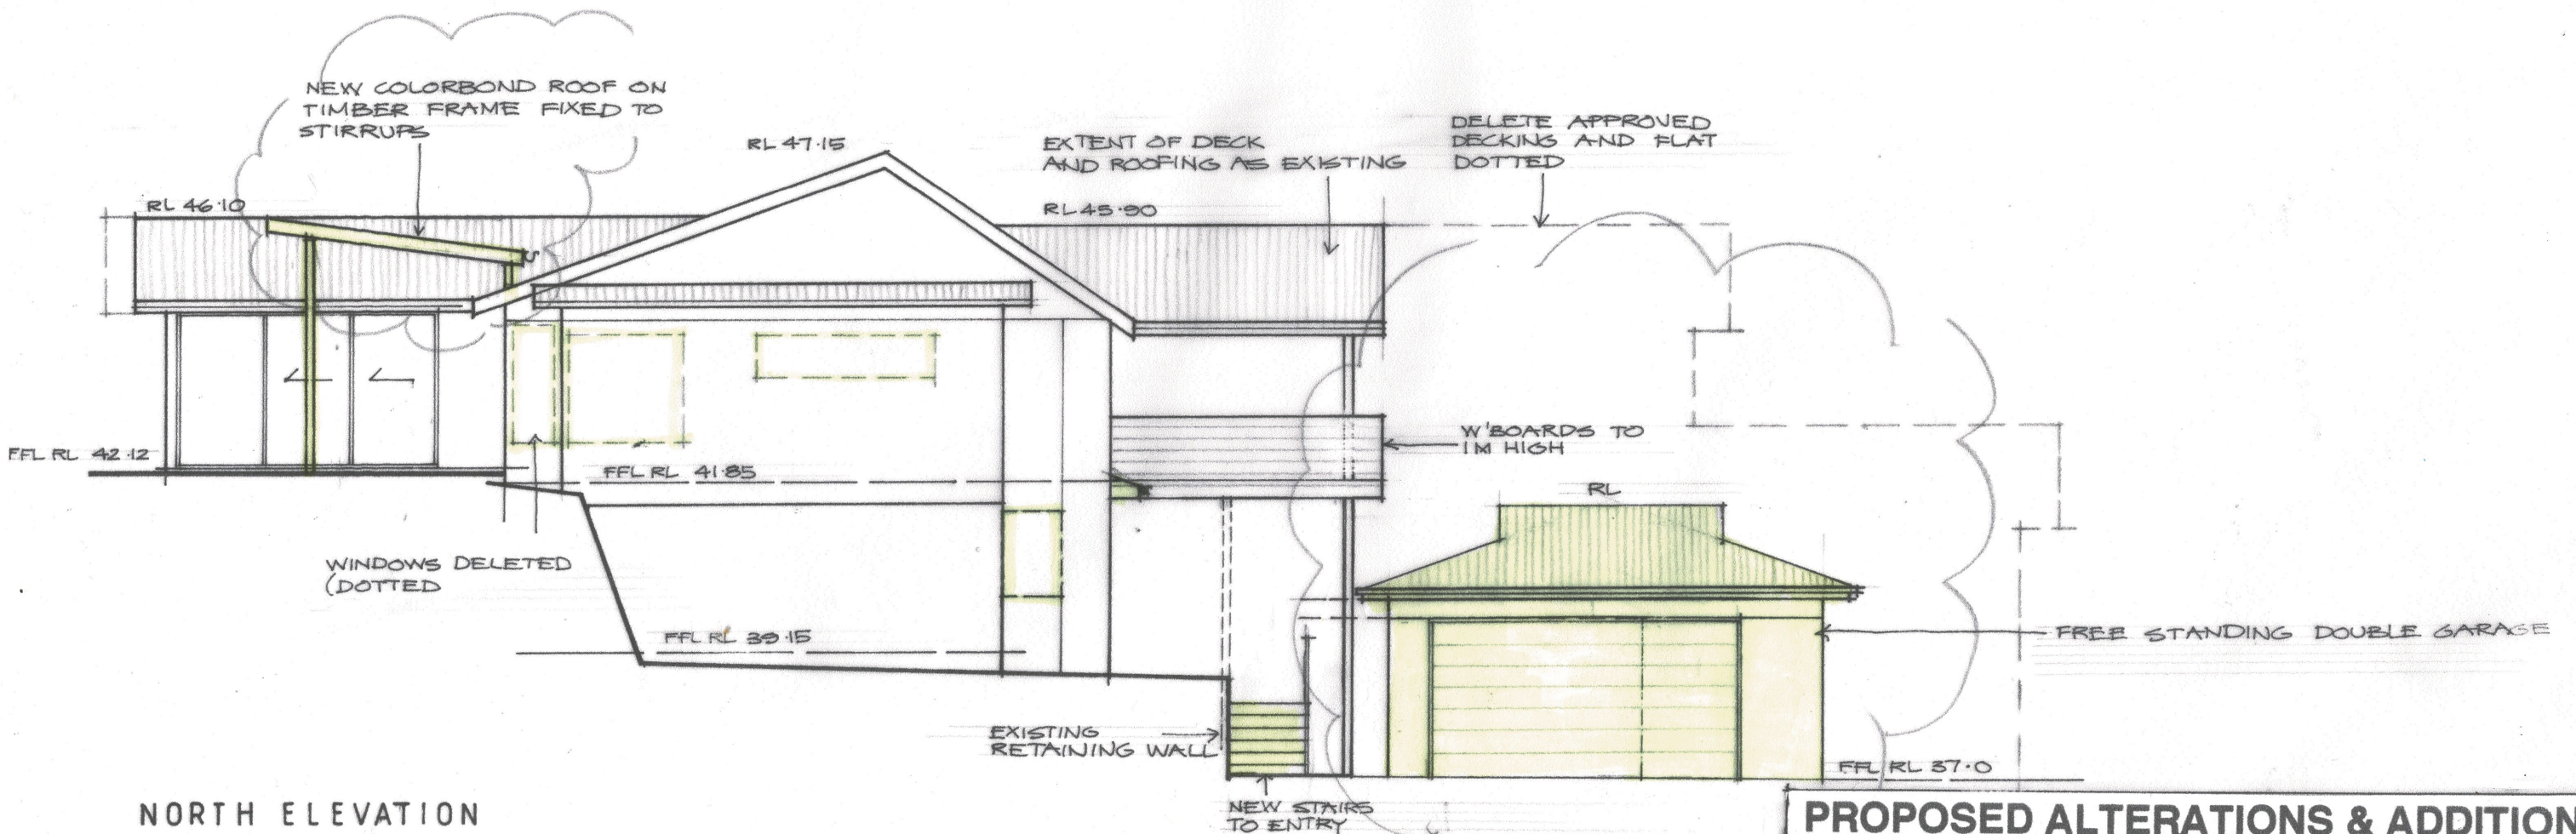 NEW COLORBOND ROOF ON
TIMBER FRAME FIXED TO
STIRRUPS
RL 47.15
EXTENT OF DECK
AND ROOFING AS EXISTING
DELETE APPROVED
DECKING AND FLAT
DOTTED
RL 46.10
RL 45.90
W'BOARDS TO
1M HIGH
FFL RL 42.12
FFL RL 41.85
RL
WINDOWS DELETED
(DOTTED
FFL RL 39.15
FREE STANDING DOUBLE GARAGE
EXISTING
RETAINING WALL
FFL RL 37.0
NEW STAIRS
TO ENTRY
NORTH ELEVATION
PROPOSED ALTERATIONS & ADDITION